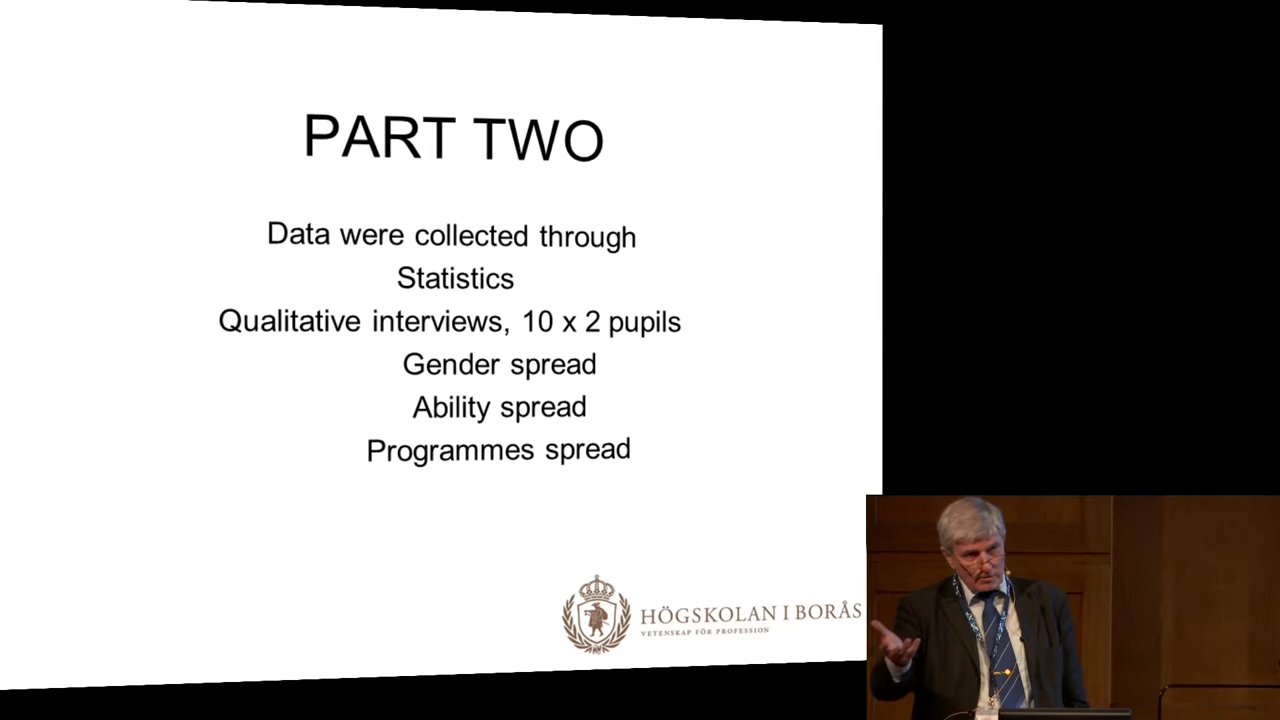 PART TWO
Data were collected through
Statistics
Qualitative interviews, 10 x 2 pupils
Gender spread
Ability spread
Programmes spread
HÖGSKOLAN I BORÅS
VETENSKAP FÖR PROFESSION